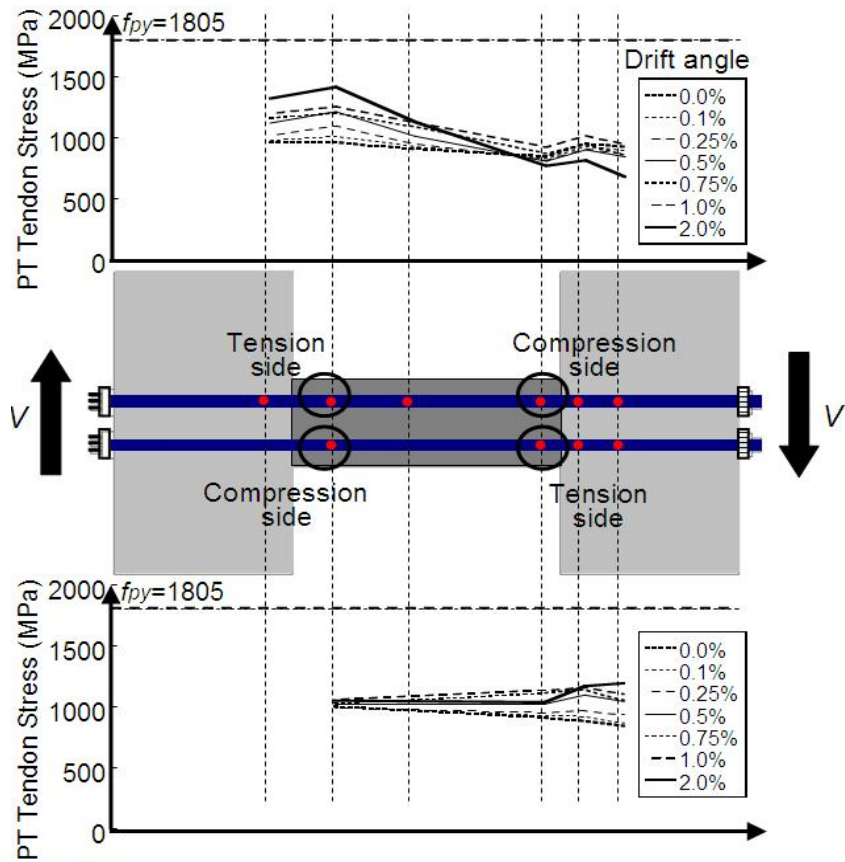 PT Tendon Stress (MPa)
2000
1500
1000
500
0
fpy=1805
Drift angle
0.0%
0.1%
0.25%
0.5%
0.75%
1.0%
2.0%
Tension
side
Compression
side
V
V
Compression
side
Tension
side
PT Tendon Stress (MPa)
2000
1500
1000
500
0
fpy=1805
0.0%
0.1%
0.25%
0.5%
0.75%
1.0%
2.0%